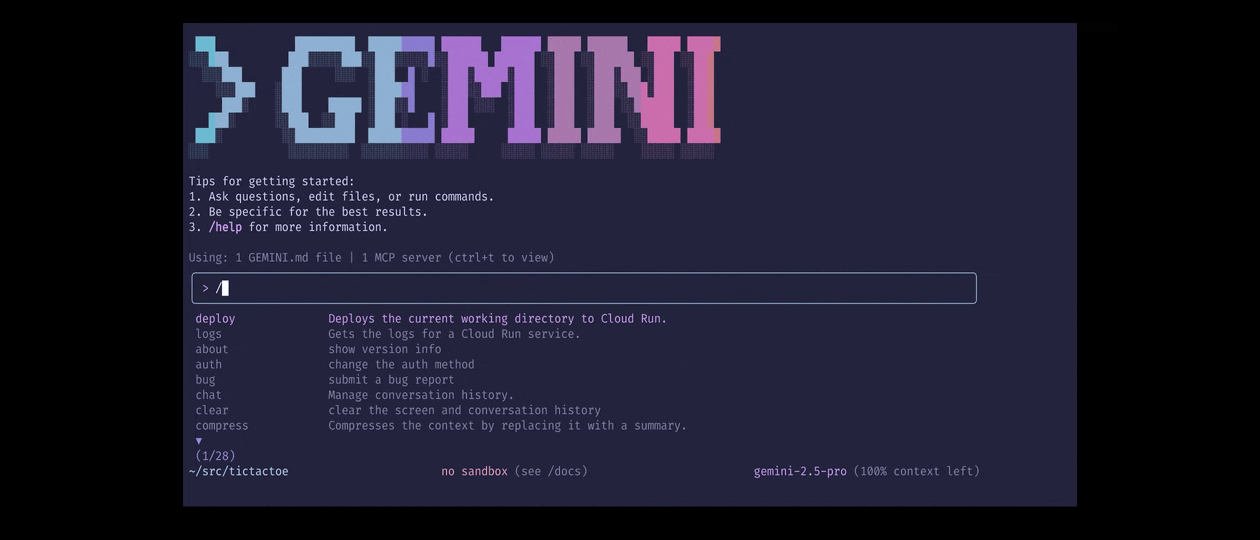 > GEMINI
Tips for getting started:
1. Ask questions, edit files, or run commands.
2. Be specific for the best results.
3. /help for more information.
Using: 1 GEMINI.md file | 1 MCP server (ctrl+t to view)
> /
deploy Deploys the current working directory to Cloud Run.
logs Gets the logs for a Cloud Run service.
about show version info
auth change the auth method
bug submit a bug report
chat Manage conversation history.
clear clear the screen and conversation history
compress Compresses the context by replacing it with a summary.
▼
(1/28)
~/src/tictactoe no sandbox (see /docs) gemini-2.5-pro (100% context left)